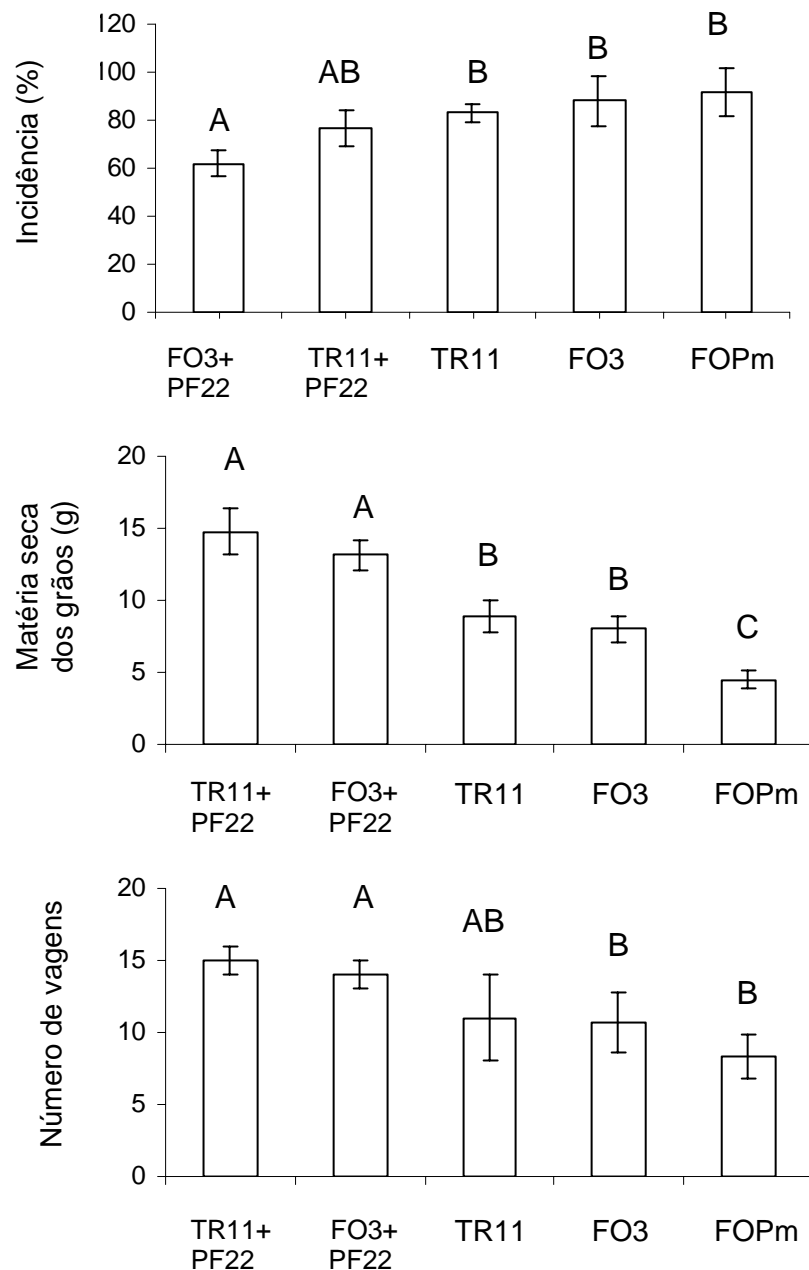 120
100
80
60
40
20
0
Incidência (%)
A
AB
B
B
B
FO3+
PF22
TR11+
PF22
TR11
FO3
FOPm
20
15
10
5
0
Matéria seca
dos grãos (g)
A
A
B
B
C
TR11+
PF22
FO3+
PF22
TR11
FO3
FOPm
20
15
10
5
0
Número de vagens
A
A
AB
B
B
TR11+
PF22
FO3+
PF22
TR11
FO3
FOPm